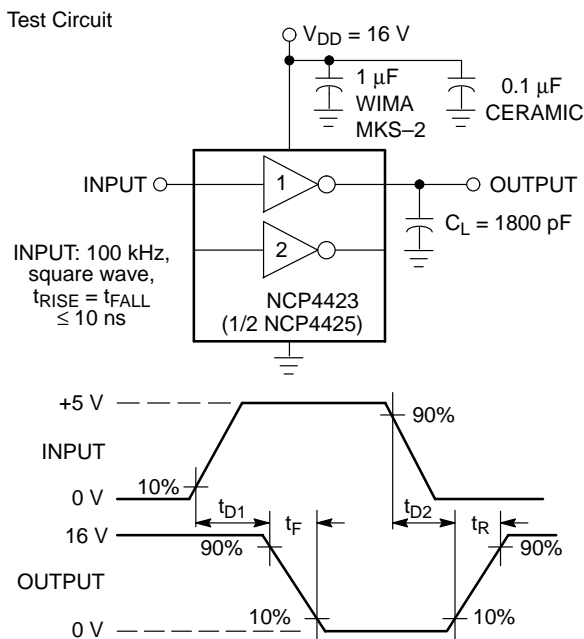 Test Circuit
V_DD = 16 V
1 μF
WIMA
MKS–2
0.1 μF
CERAMIC
INPUT
1
OUTPUT
C_L = 1800 pF
2
INPUT: 100 kHz,
square wave,
t_RISE = t_FALL
≤ 10 ns
NCP4423
(1/2 NCP4425)
+5 V
90%
INPUT
10%
0 V
t_D1
t_F
t_D2
t_R
16 V
90%
90%
OUTPUT
10%
10%
0 V